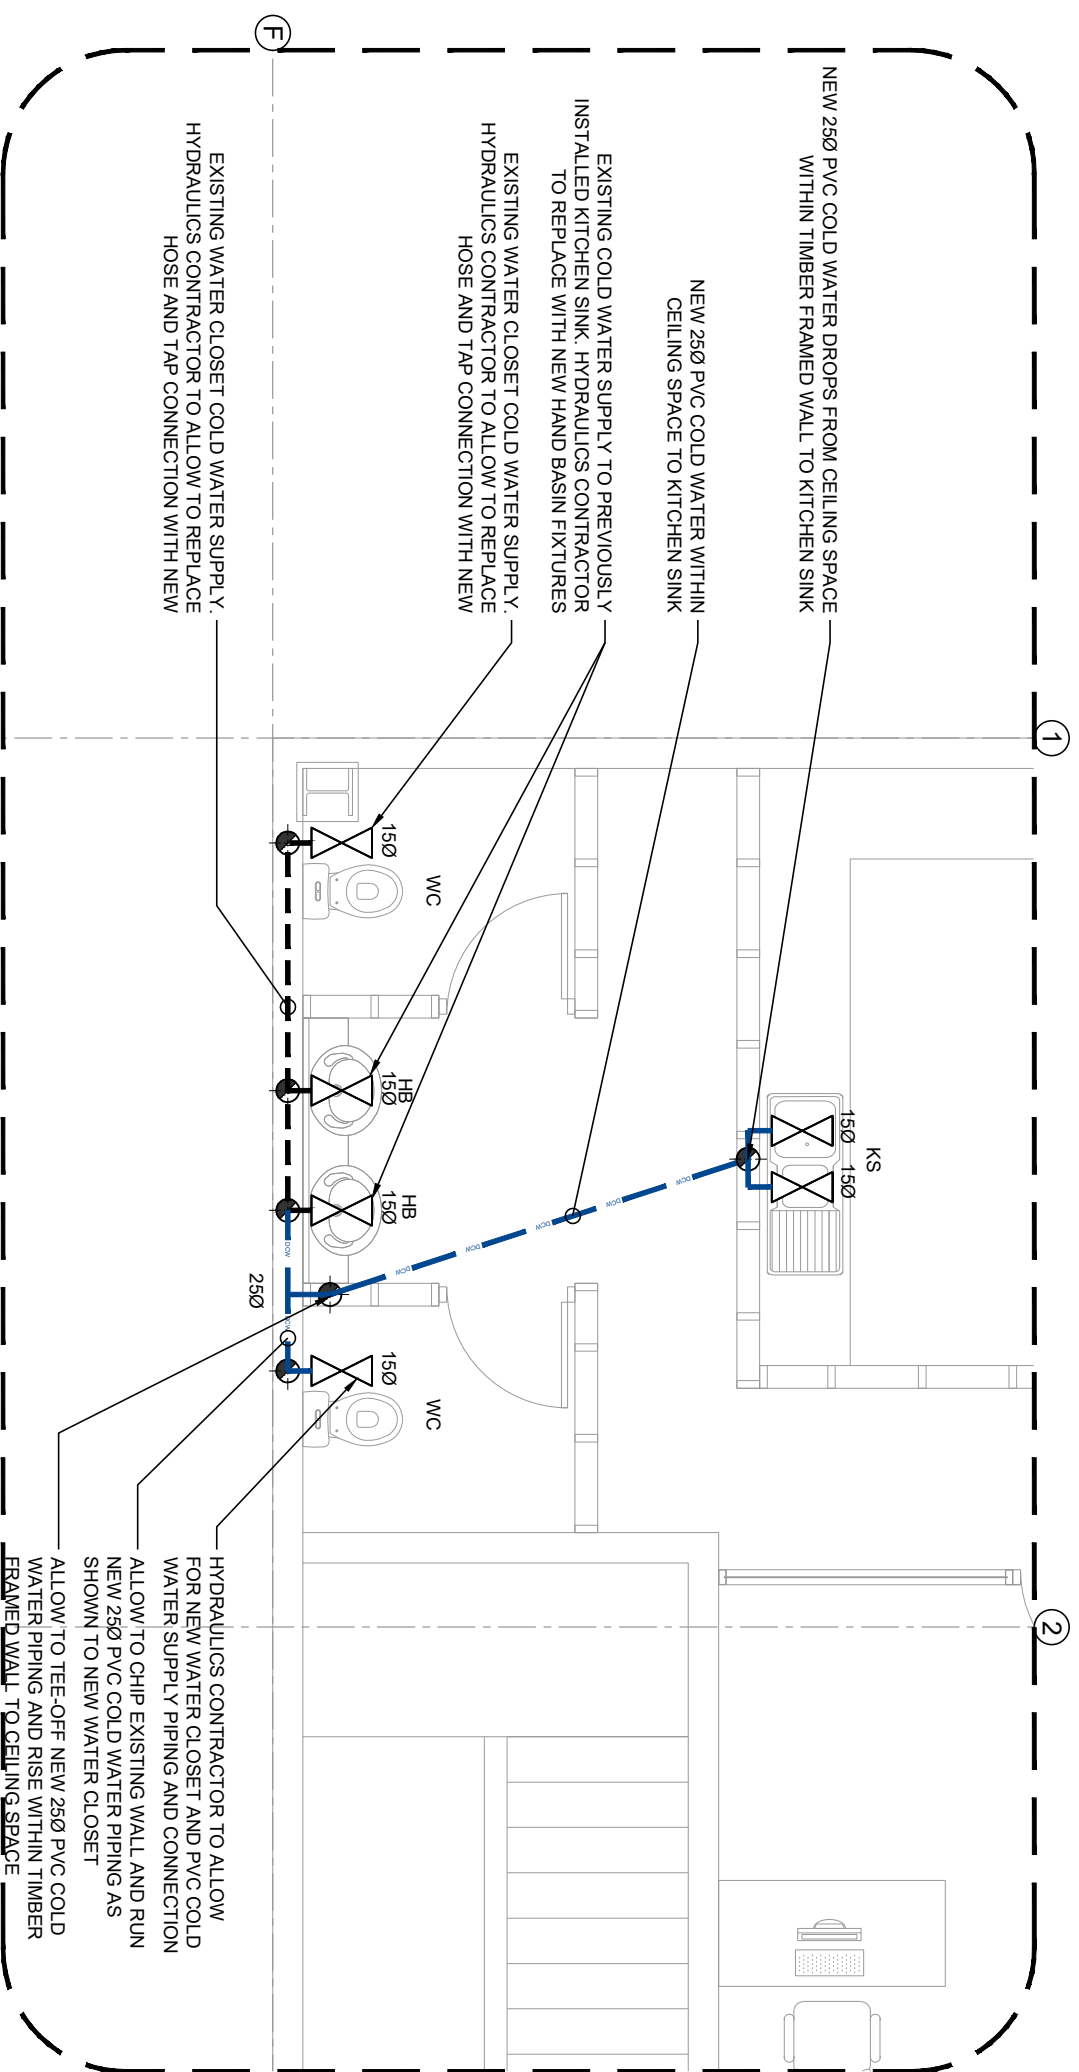 F
1
2
NEW 25Ø PVC COLD WATER DROPS FROM CEILING SPACE
WITHIN TIMBER FRAMED WALL TO KITCHEN SINK
NEW 25Ø PVC COLD WATER WITHIN
CEILING SPACE TO KITCHEN SINK
EXISTING COLD WATER SUPPLY TO PREVIOUSLY
INSTALLED KITCHEN SINK. HYDRAULICS CONTRACTOR
TO REPLACE WITH NEW HAND BASIN FIXTURES
EXISTING WATER CLOSET COLD WATER SUPPLY.
HYDRAULICS CONTRACTOR TO ALLOW TO REPLACE
HOSE AND TAP CONNECTION WITH NEW
EXISTING WATER CLOSET COLD WATER SUPPLY.
HYDRAULICS CONTRACTOR TO ALLOW TO REPLACE
HOSE AND TAP CONNECTION WITH NEW
KS
15Ø
15Ø
WC
15Ø
HB
15Ø
HB
15Ø
WC
15Ø
25Ø
DCW
DCW
DCW
DCW
DCW
DCW
DCW
HYDRAULICS CONTRACTOR TO ALLOW
FOR NEW WATER CLOSET AND PVC COLD
WATER SUPPLY PIPING AND CONNECTION
ALLOW TO CHIP EXISTING WALL AND RUN
NEW 25Ø PVC COLD WATER PIPING AS
SHOWN TO NEW WATER CLOSET
ALLOW TO TEE-OFF NEW 25Ø PVC COLD
WATER PIPING AND RISE WITHIN TIMBER
FRAMED WALL TO CEILING SPACE